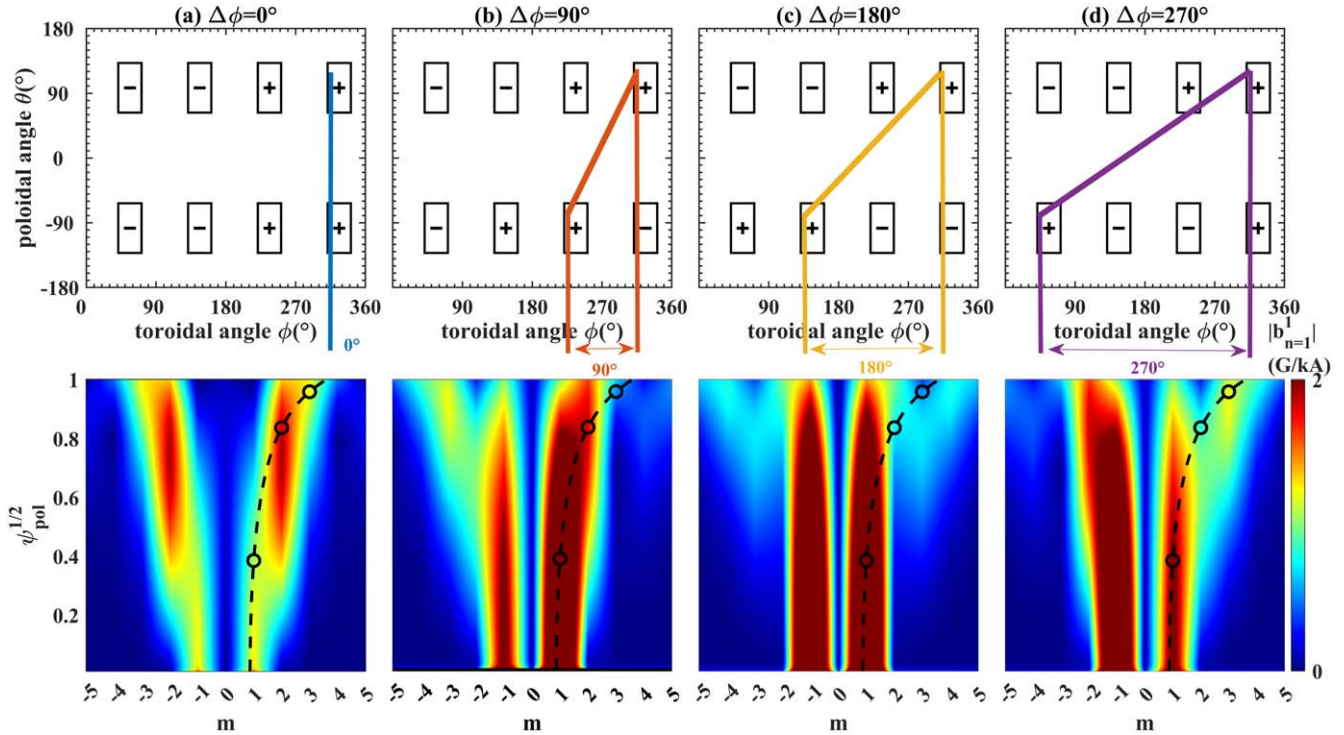 (a) Δϕ=0° (b) Δϕ=90° (c) Δϕ=180° (d) Δϕ=270°
180
90
0
-90
-180
poloidal angle θ(°)
− − + +
− − + +
− − + +
− + + −
− − + +
+ + − −
− − + +
+ − − +
0 90 180 270 360 90 180 270 360 90 180 270 360 90 180 270 360
toroidal angle ϕ(°) toroidal angle ϕ(°) toroidal angle ϕ(°) toroidal angle ϕ(°)
0° 90° 180° 270°
|b¹ₙ₌₁|
(G/kA)
2
1
0
1
0.8
0.6
0.4
0.2
ψ_pol^1/2
-5 -4 -3 -2 -1 0 1 2 3 4 5 -5 -4 -3 -2 -1 0 1 2 3 4 5 -5 -4 -3 -2 -1 0 1 2 3 4 5 -5 -4 -3 -2 -1 0 1 2 3 4 5
m m m m